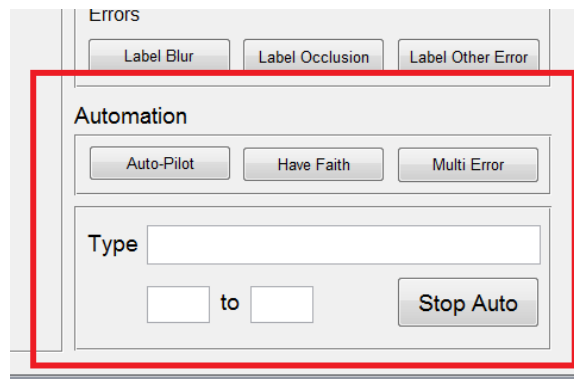 Errors
Label Blur Label Occlusion Label Other Error
Automation
Auto-Pilot Have Faith Multi Error
Type
to Stop Auto